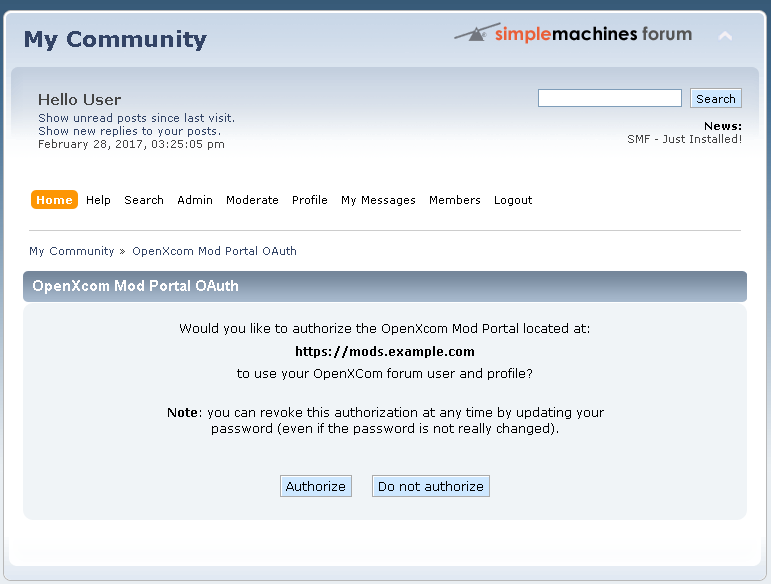 My Community
simplemachines forum
Hello User
Show unread posts since last visit.
Show new replies to your posts.
February 28, 2017, 03:25:05 pm
Search
News:
SMF - Just Installed!
Home Help Search Admin Moderate Profile My Messages Members Logout
My Community » OpenXcom Mod Portal OAuth
OpenXcom Mod Portal OAuth
Would you like to authorize the OpenXcom Mod Portal located at:
https://mods.example.com
to use your OpenXCom forum user and profile?
Note: you can revoke this authorization at any time by updating your
password (even if the password is not really changed).
Authorize Do not authorize